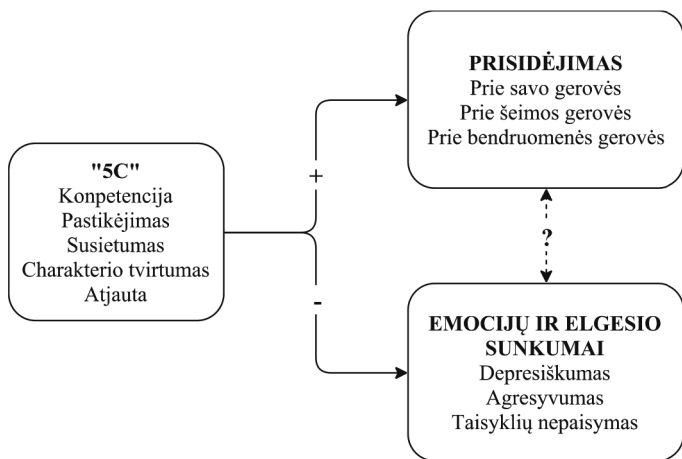 "5C"
Konpetencija
Pastikėjimas
Susietumas
Charakterio tvirtumas
Atjauta
+
-
PRISIDĖJIMAS
Prie savo gerovės
Prie šeimos gerovės
Prie bendruomenės gerovės
?
EMOCIJŲ IR ELGESIO
SUNKUMAI
Depresiškumas
Agresyvumas
Taisyklių nepaisymas